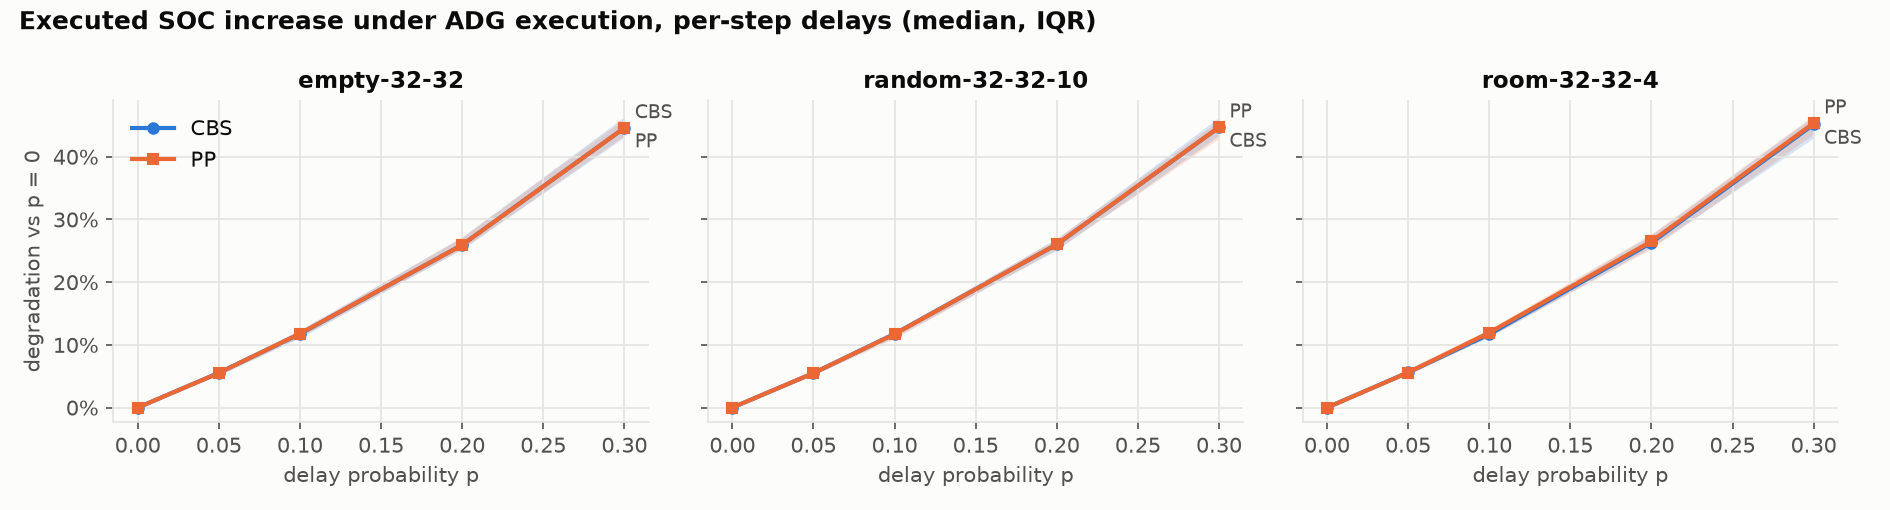 Executed SOC increase under ADG execution, per-step delays (median, IQR)
empty-32-32
CBS
PP
CBS
PP
degradation vs p = 0
40%
30%
20%
10%
0%
0.00 0.05 0.10 0.15 0.20 0.25 0.30
delay probability p
random-32-32-10
PP
CBS
0.00 0.05 0.10 0.15 0.20 0.25 0.30
delay probability p
room-32-32-4
PP
CBS
0.00 0.05 0.10 0.15 0.20 0.25 0.30
delay probability p